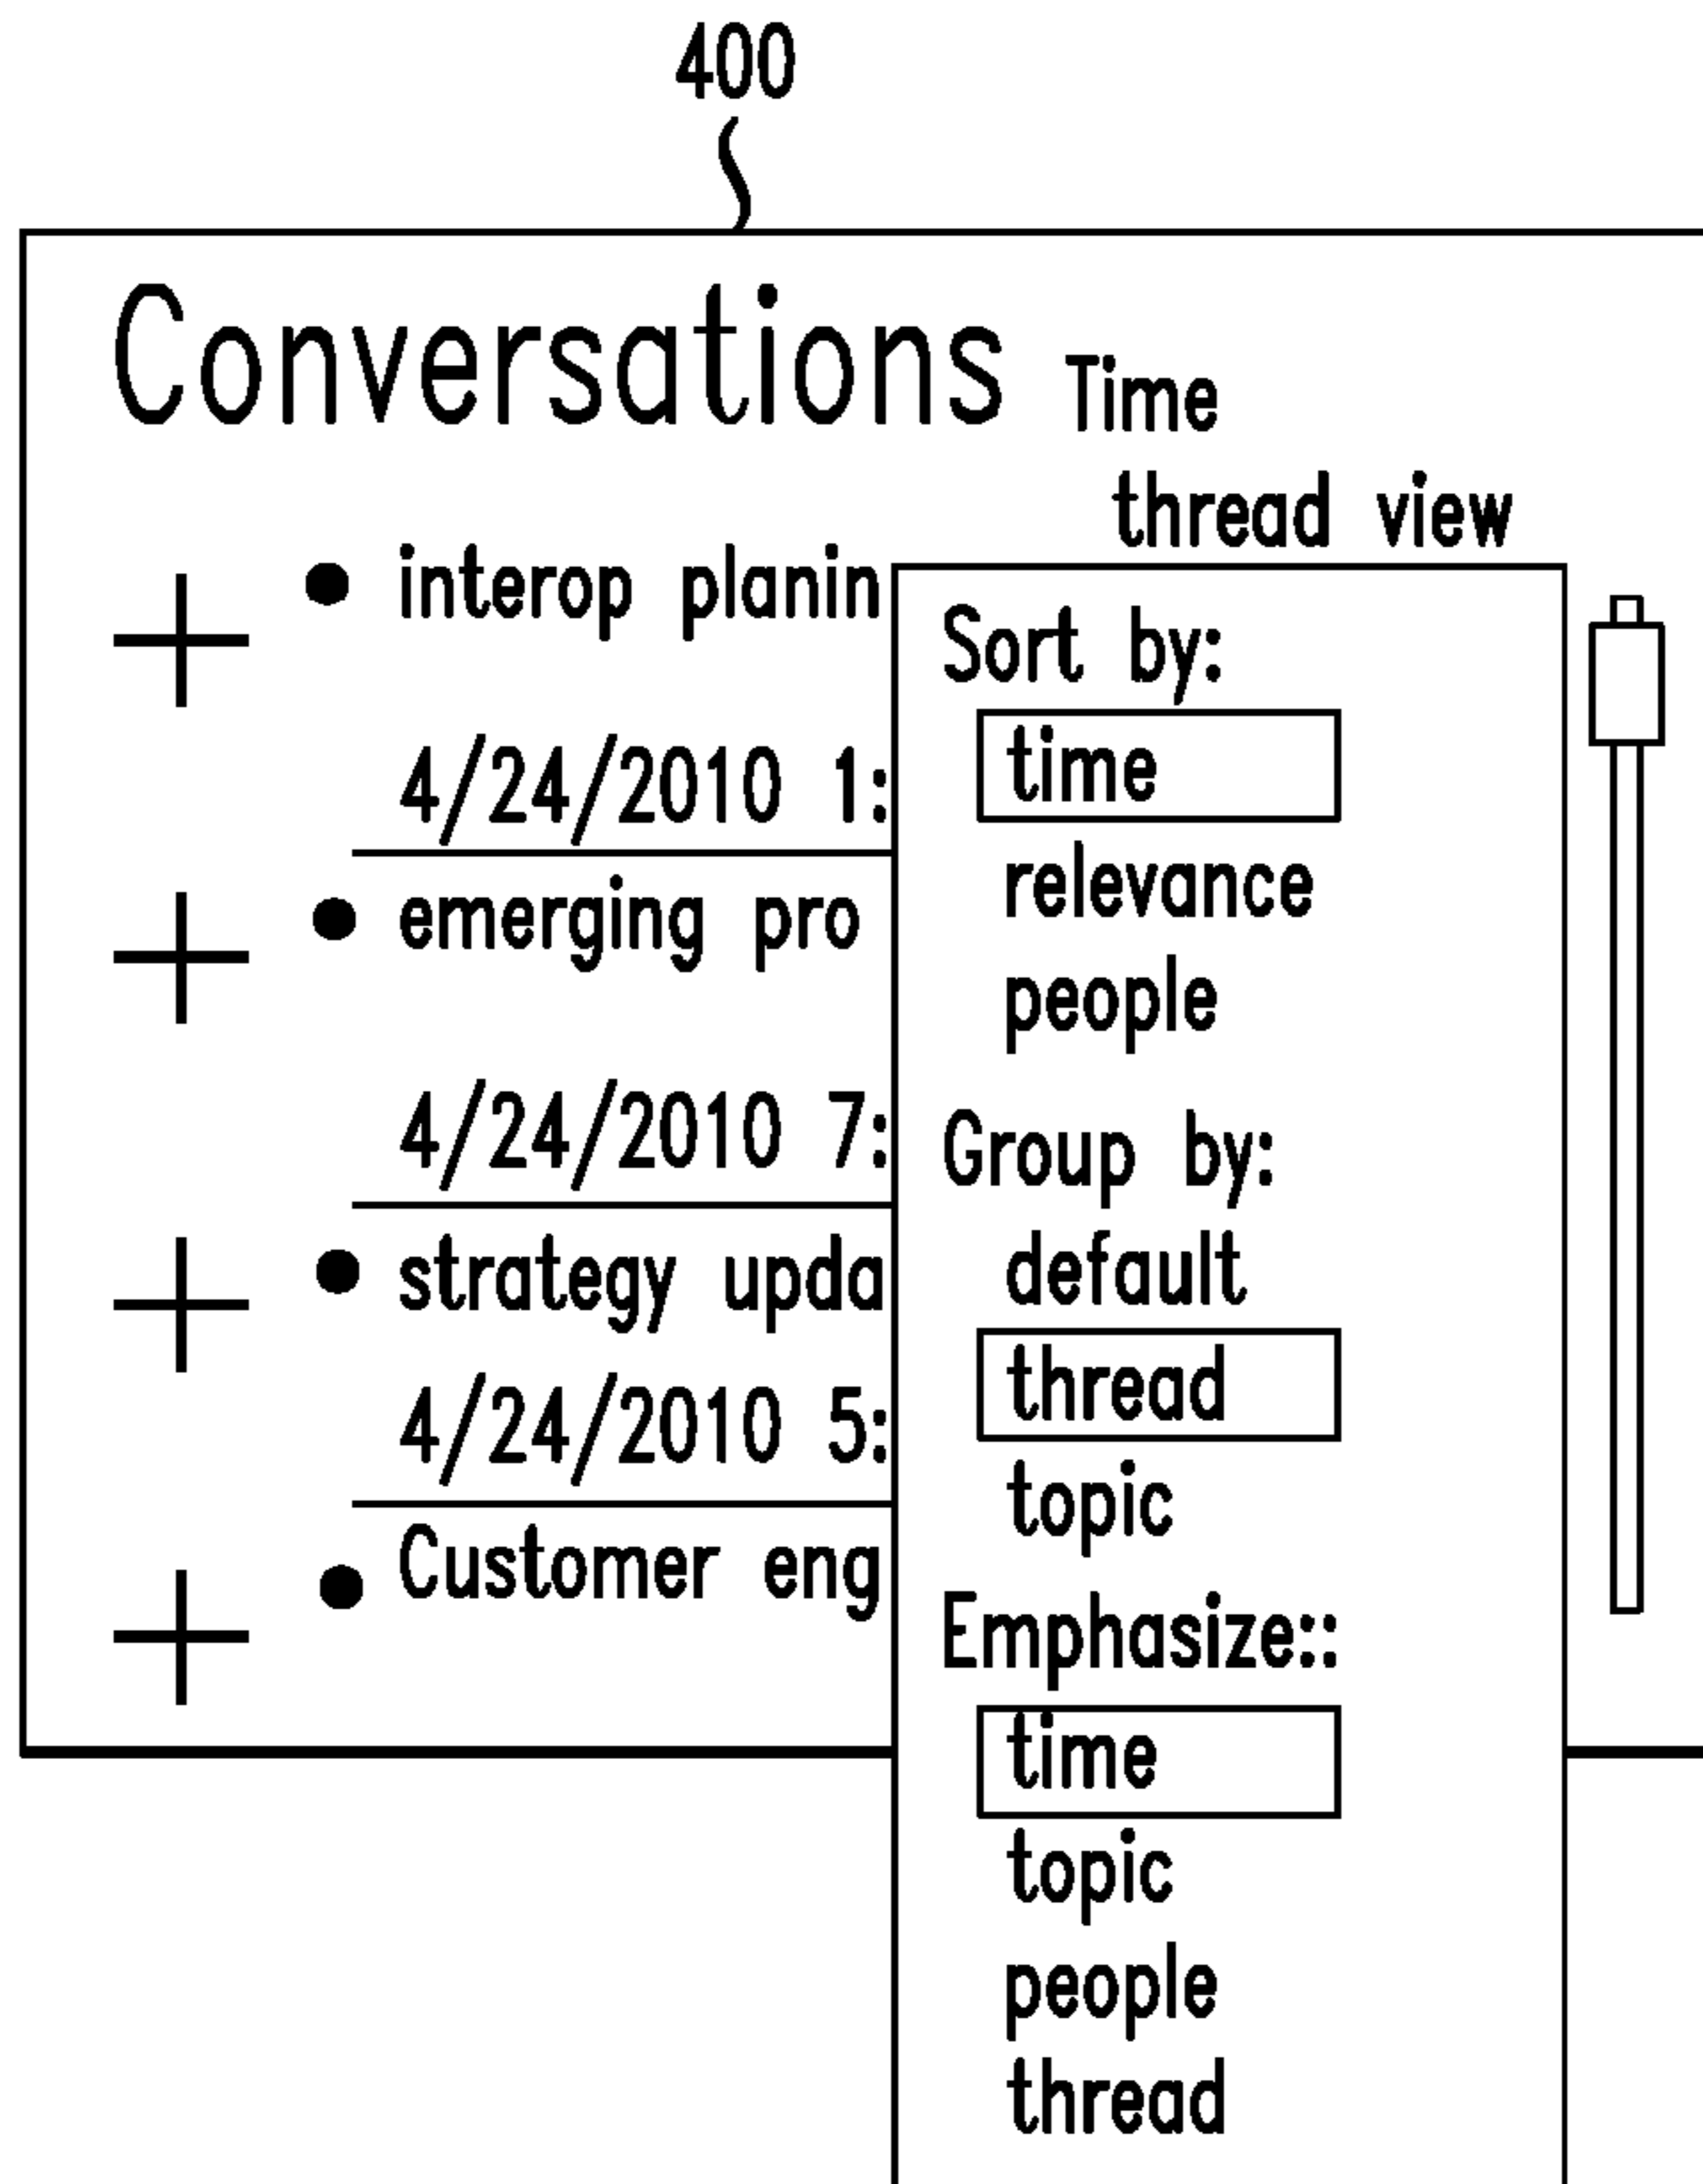 400
Conversations Time
thread view
interop planin
4/24/2010 1:
emerging pro
4/24/2010 7:
strategy upda
4/24/2010 5:
Customer eng
Sort by:
time
relevance
people
Group by:
default
thread
topic
Emphasize::
time
topic
people
thread